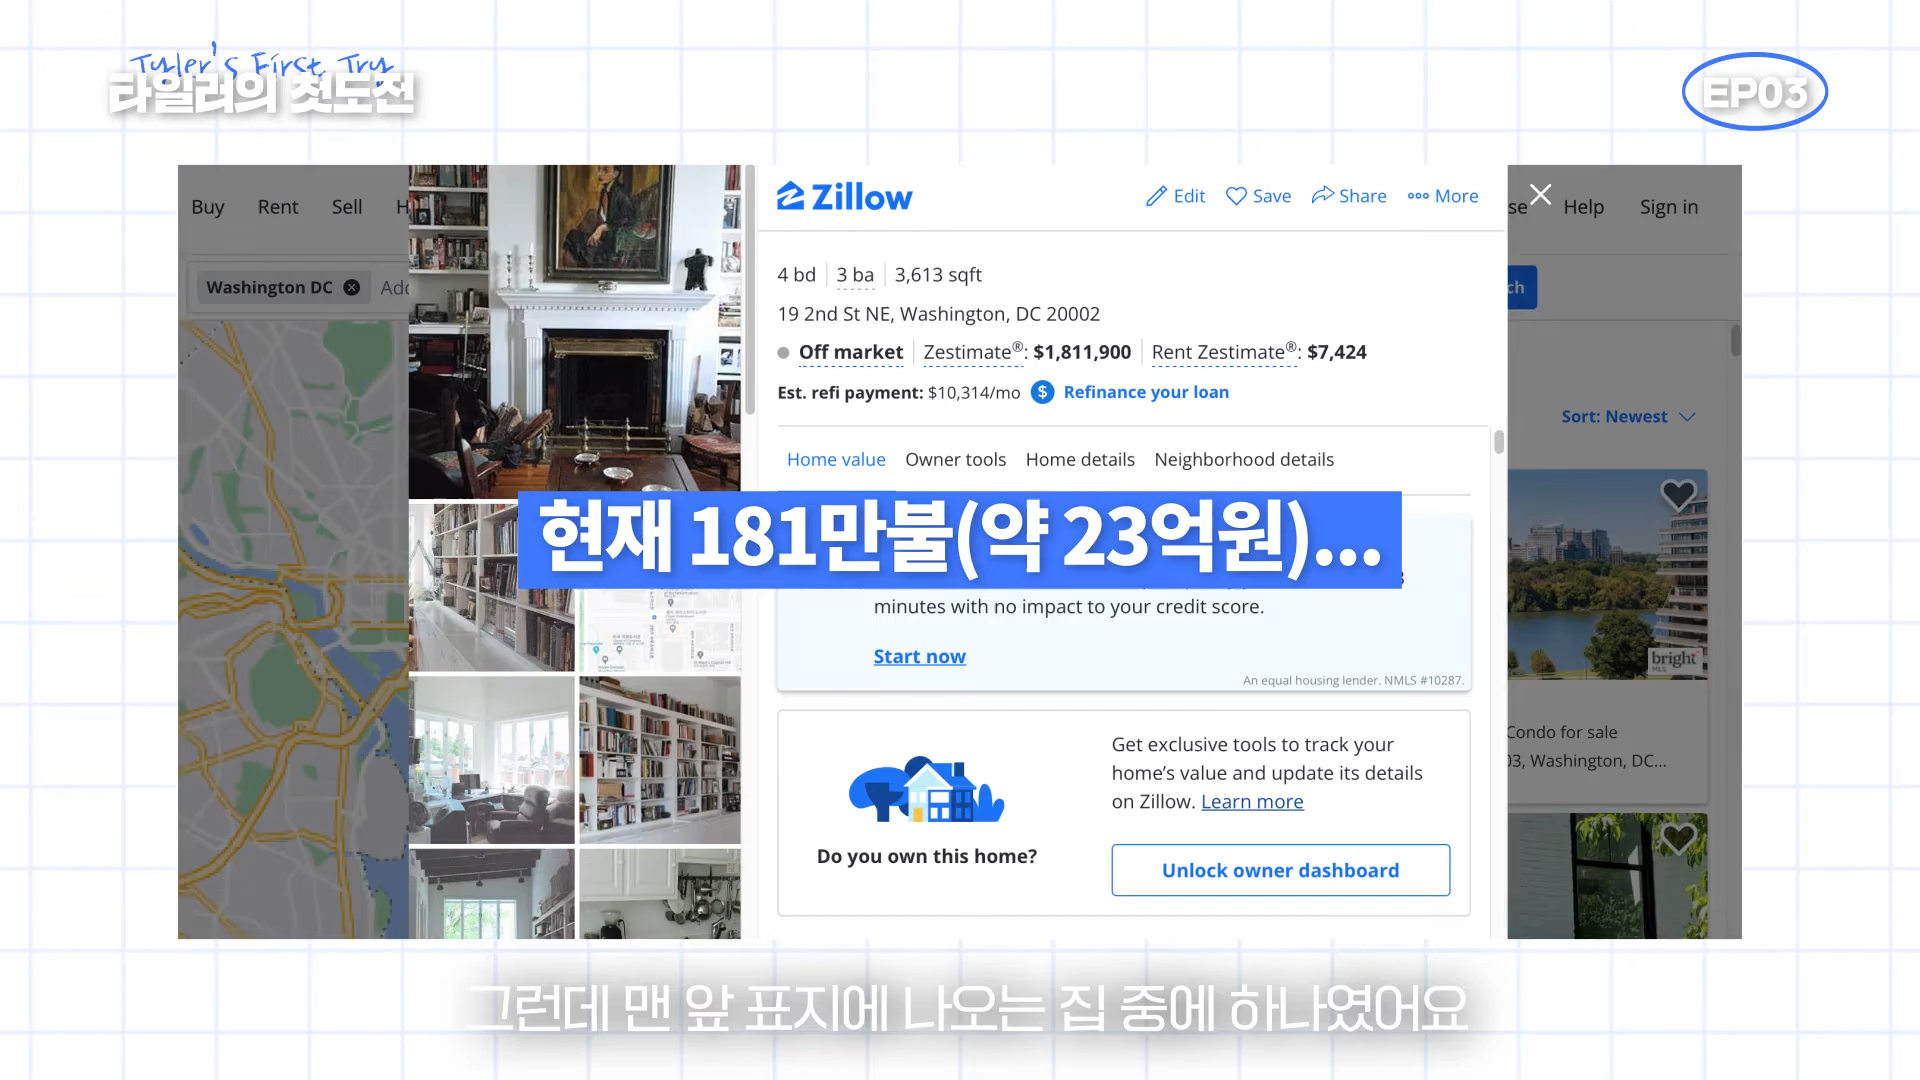 Tyler's First Try
타일러의 첫도전
EP03
Buy Rent Sell H
Washington DC
Zillow
Edit Save Share More
se Help Sign in
4 bd 3 ba 3,613 sqft
19 2nd St NE, Washington, DC 20002
Off market Zestimate®: $1,811,900 Rent Zestimate®: $7,424
Est. refi payment: $10,314/mo $ Refinance your loan
ch
Sort: Newest
Home value Owner tools Home details Neighborhood details
현재 181만불(약 23억원)...
minutes with no impact to your credit score.
Start now
An equal housing lender. NMLS #10287.
bright
MLS
Condo for sale
03, Washington, DC...
Do you own this home?
Get exclusive tools to track your
home's value and update its details
on Zillow. Learn more
Unlock owner dashboard
그런데 맨 앞 표지에 나오는 집 중에 하나였어요